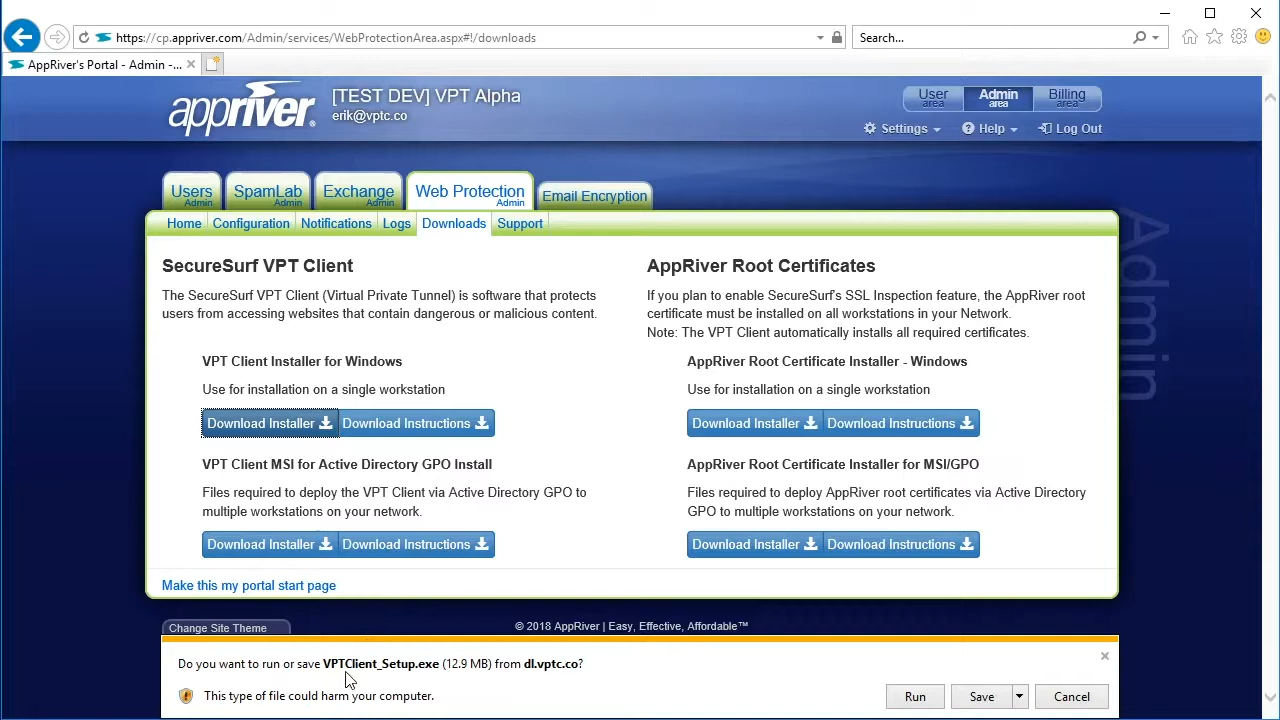 https://cp.appriver.com/Admin/services/WebProtectionArea.aspx#!/downloads
Search...
AppRiver's Portal - Admin -...
appriver
[TEST DEV] VPT Alpha
erik@vptc.co
User area
Admin area
Billing area
Settings
Help
Log Out
Users Admin
SpamLab Admin
Exchange Admin
Web Protection Admin
Email Encryption
Home
Configuration
Notifications
Logs
Downloads
Support
SecureSurf VPT Client
The SecureSurf VPT Client (Virtual Private Tunnel) is software that protects
users from accessing websites that contain dangerous or malicious content.
VPT Client Installer for Windows
Use for installation on a single workstation
Download Installer
Download Instructions
VPT Client MSI for Active Directory GPO Install
Files required to deploy the VPT Client via Active Directory GPO to
multiple workstations on your network.
Download Installer
Download Instructions
AppRiver Root Certificates
If you plan to enable SecureSurf's SSL Inspection feature, the AppRiver root
certificate must be installed on all workstations in your Network.
Note: The VPT Client automatically installs all required certificates.
AppRiver Root Certificate Installer - Windows
Use for installation on a single workstation
Download Installer
Download Instructions
AppRiver Root Certificate Installer for MSI/GPO
Files required to deploy AppRiver root certificates via Active Directory
GPO to multiple workstations on your network.
Download Installer
Download Instructions
Make this my portal start page
Admin
Change Site Theme
© 2018 AppRiver | Easy, Effective, Affordable™
Do you want to run or save VPTClient_Setup.exe (12.9 MB) from dl.vptc.co?
This type of file could harm your computer.
Run
Save
Cancel